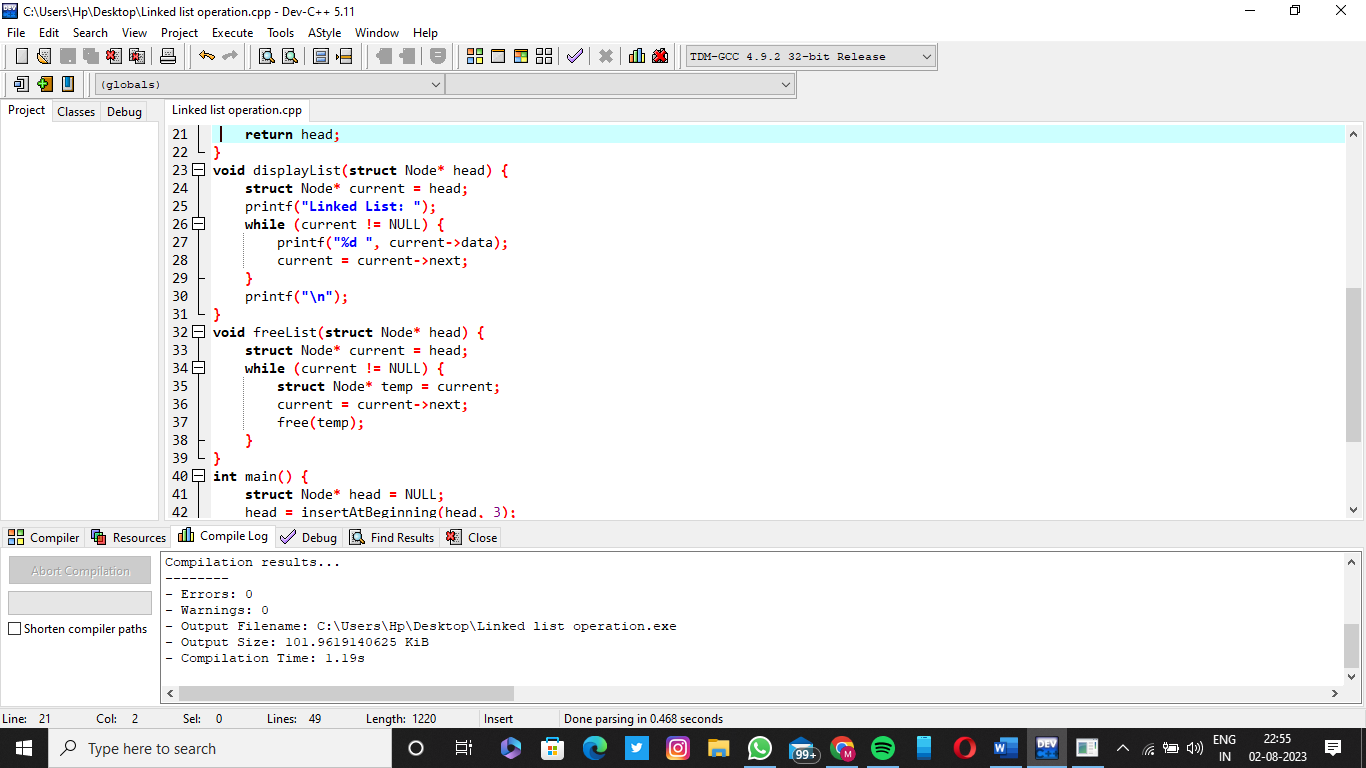 C:\Users\Hp\Desktop\Linked list operation.cpp - Dev-C++ 5.11
File Edit Search View Project Execute Tools AStyle Window Help
TDM-GCC 4.9.2 32-bit Release
(globals)
Project Classes Debug
Linked list operation.cpp
21 return head;
22 }
23 void displayList(struct Node* head) {
24 struct Node* current = head;
25 printf("Linked List: ");
26 while (current != NULL) {
27 printf("%d ", current->data);
28 current = current->next;
29 }
30 printf("\n");
31 }
32 void freeList(struct Node* head) {
33 struct Node* current = head;
34 while (current != NULL) {
35 struct Node* temp = current;
36 current = current->next;
37 free(temp);
38 }
39 }
40 int main() {
41 struct Node* head = NULL;
42 head = insertAtBeginning(head, 3);
Compiler Resources Compile Log Debug Find Results Close
Abort Compilation
Shorten compiler paths
Compilation results...
--------
- Errors: 0
- Warnings: 0
- Output Filename: C:\Users\Hp\Desktop\Linked list operation.exe
- Output Size: 101.9619140625 KiB
- Compilation Time: 1.19s
Line: 21 Col: 2 Sel: 0 Lines: 49 Length: 1220 Insert Done parsing in 0.468 seconds
Type here to search
99+
M
W
DEV C++
ENG
IN
22:55
02-08-2023